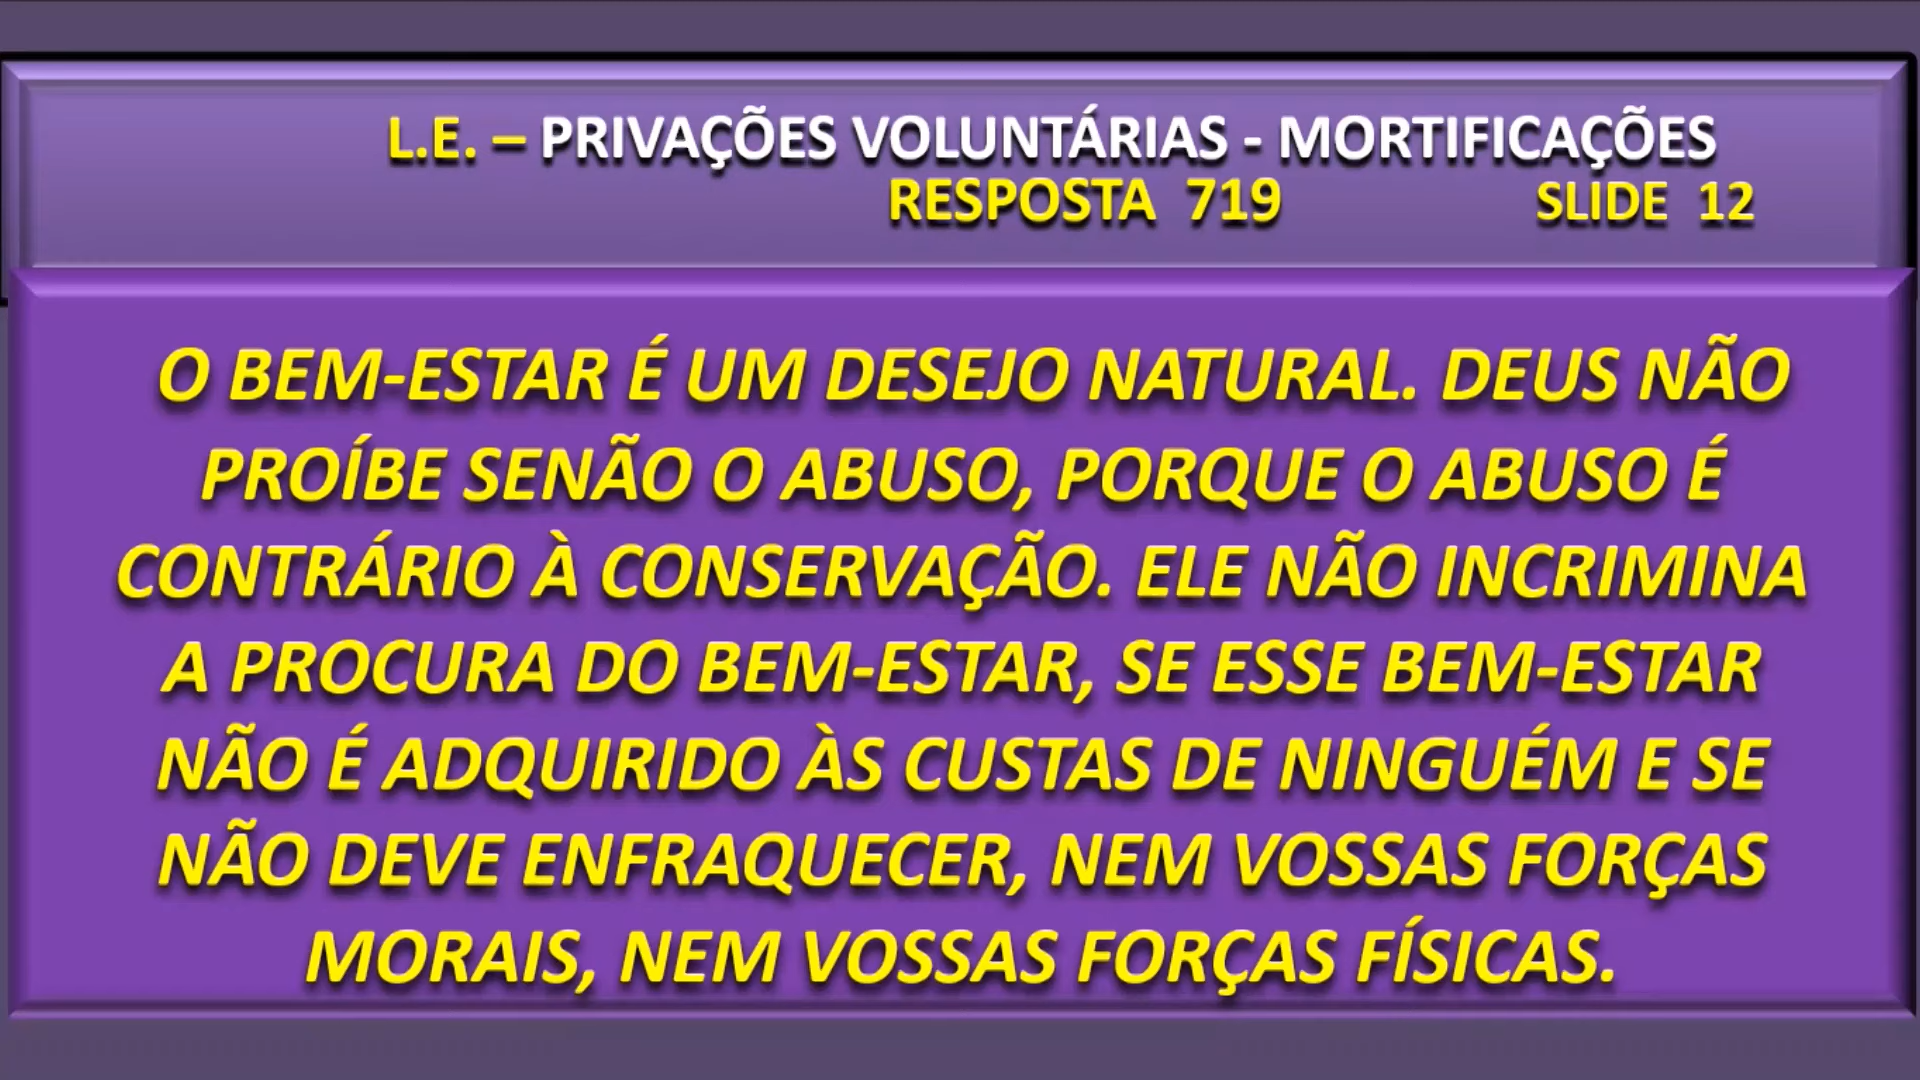 L.E. – PRIVAÇÕES VOLUNTÁRIAS - MORTIFICAÇÕES
RESPOSTA 719 SLIDE 12
O BEM-ESTAR É UM DESEJO NATURAL. DEUS NÃO
PROÍBE SENÃO O ABUSO, PORQUE O ABUSO É
CONTRÁRIO À CONSERVAÇÃO. ELE NÃO INCRIMINA
A PROCURA DO BEM-ESTAR, SE ESSE BEM-ESTAR
NÃO É ADQUIRIDO ÀS CUSTAS DE NINGUÉM E SE
NÃO DEVE ENFRAQUECER, NEM VOSSAS FORÇAS
MORAIS, NEM VOSSAS FORÇAS FÍSICAS.